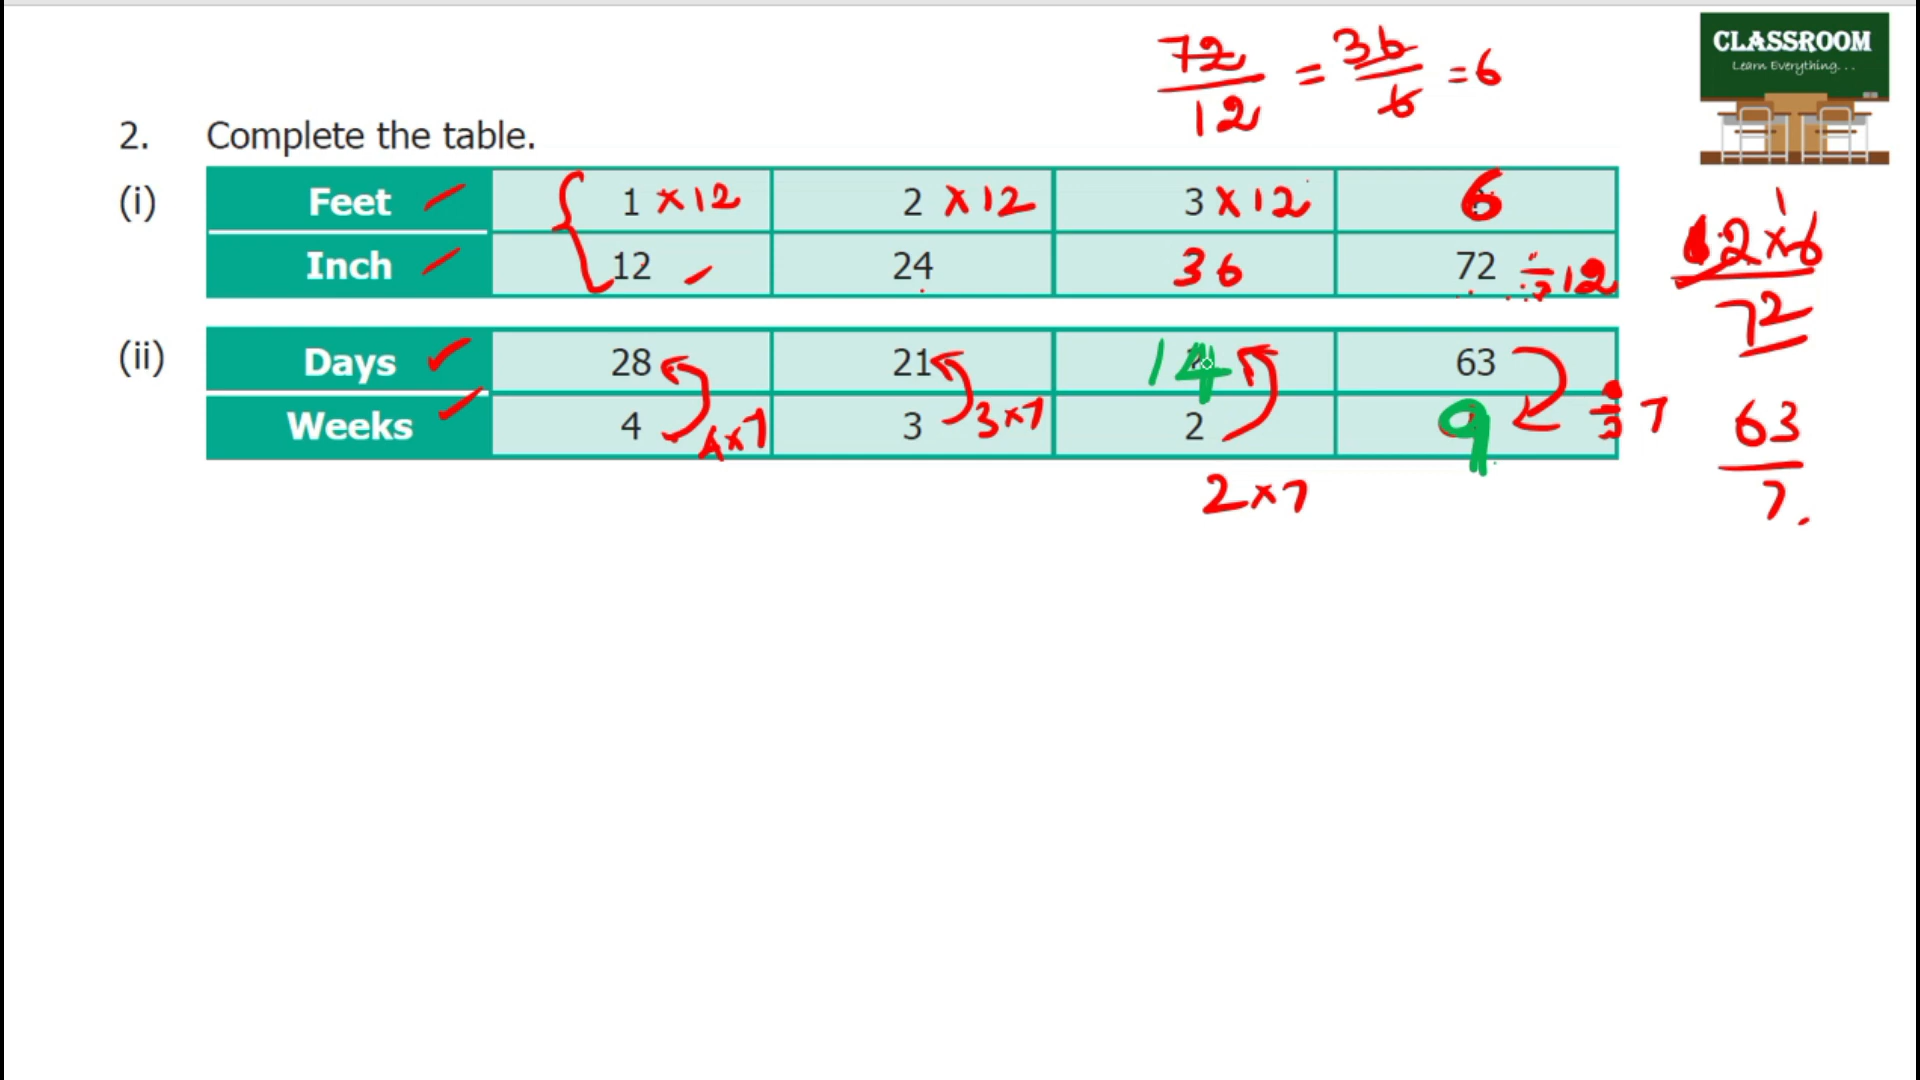 72/12 = 36/6 = 6
CLASSROOM
Learn Everything. . .
2. Complete the table.
(i) Feet 1 ×12 2 ×12 3 ×12 6
Inch 12 24 36 72 ÷12
12×6
72
(ii) Days 28 21 14 63
Weeks 4 4×7 3 3×7 2 9 ÷7
63/7
2×7